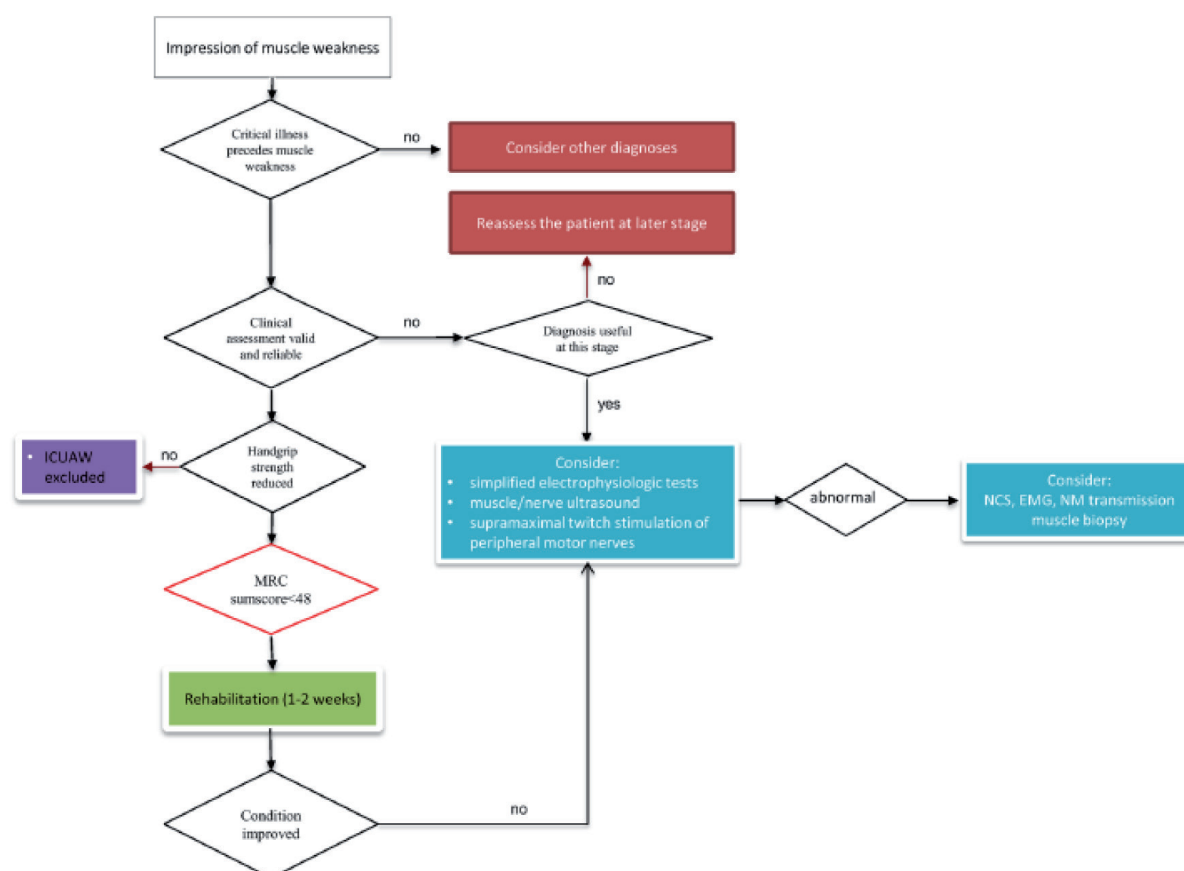 Impression of muscle weakness
Critical illness
precedes muscle
weakness
no
Consider other diagnoses
Reassess the patient at later stage
no
Clinical
assessment valid
and reliable
no
Diagnosis useful
at this stage
yes
Handgrip
strength
reduced
no
• ICUAW
excluded
Consider:
• simplified electrophysiologic tests
• muscle/nerve ultrasound
• supramaximal twitch stimulation of
peripheral motor nerves
abnormal
Consider:
NCS, EMG, NM transmission
muscle biopsy
MRC
sumscore<48
Rehabilitation (1-2 weeks)
Condition
improved
no